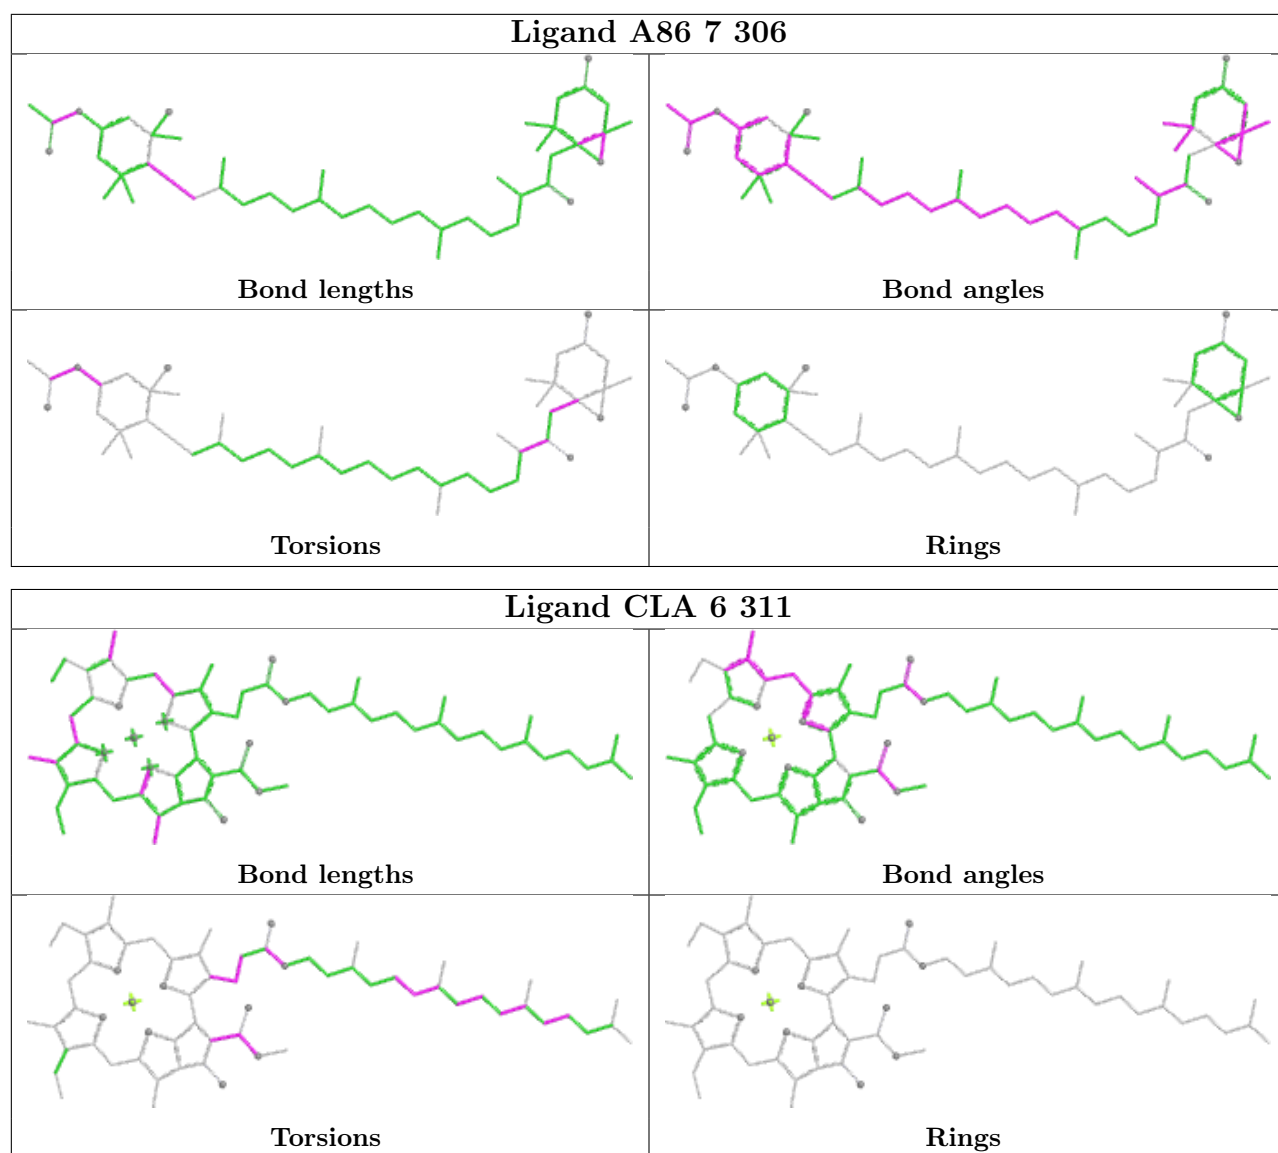 Ligand A86 7 306
Bond lengths
Bond angles
Torsions
Rings
Ligand CLA 6 311
Bond lengths
Bond angles
Torsions
Rings